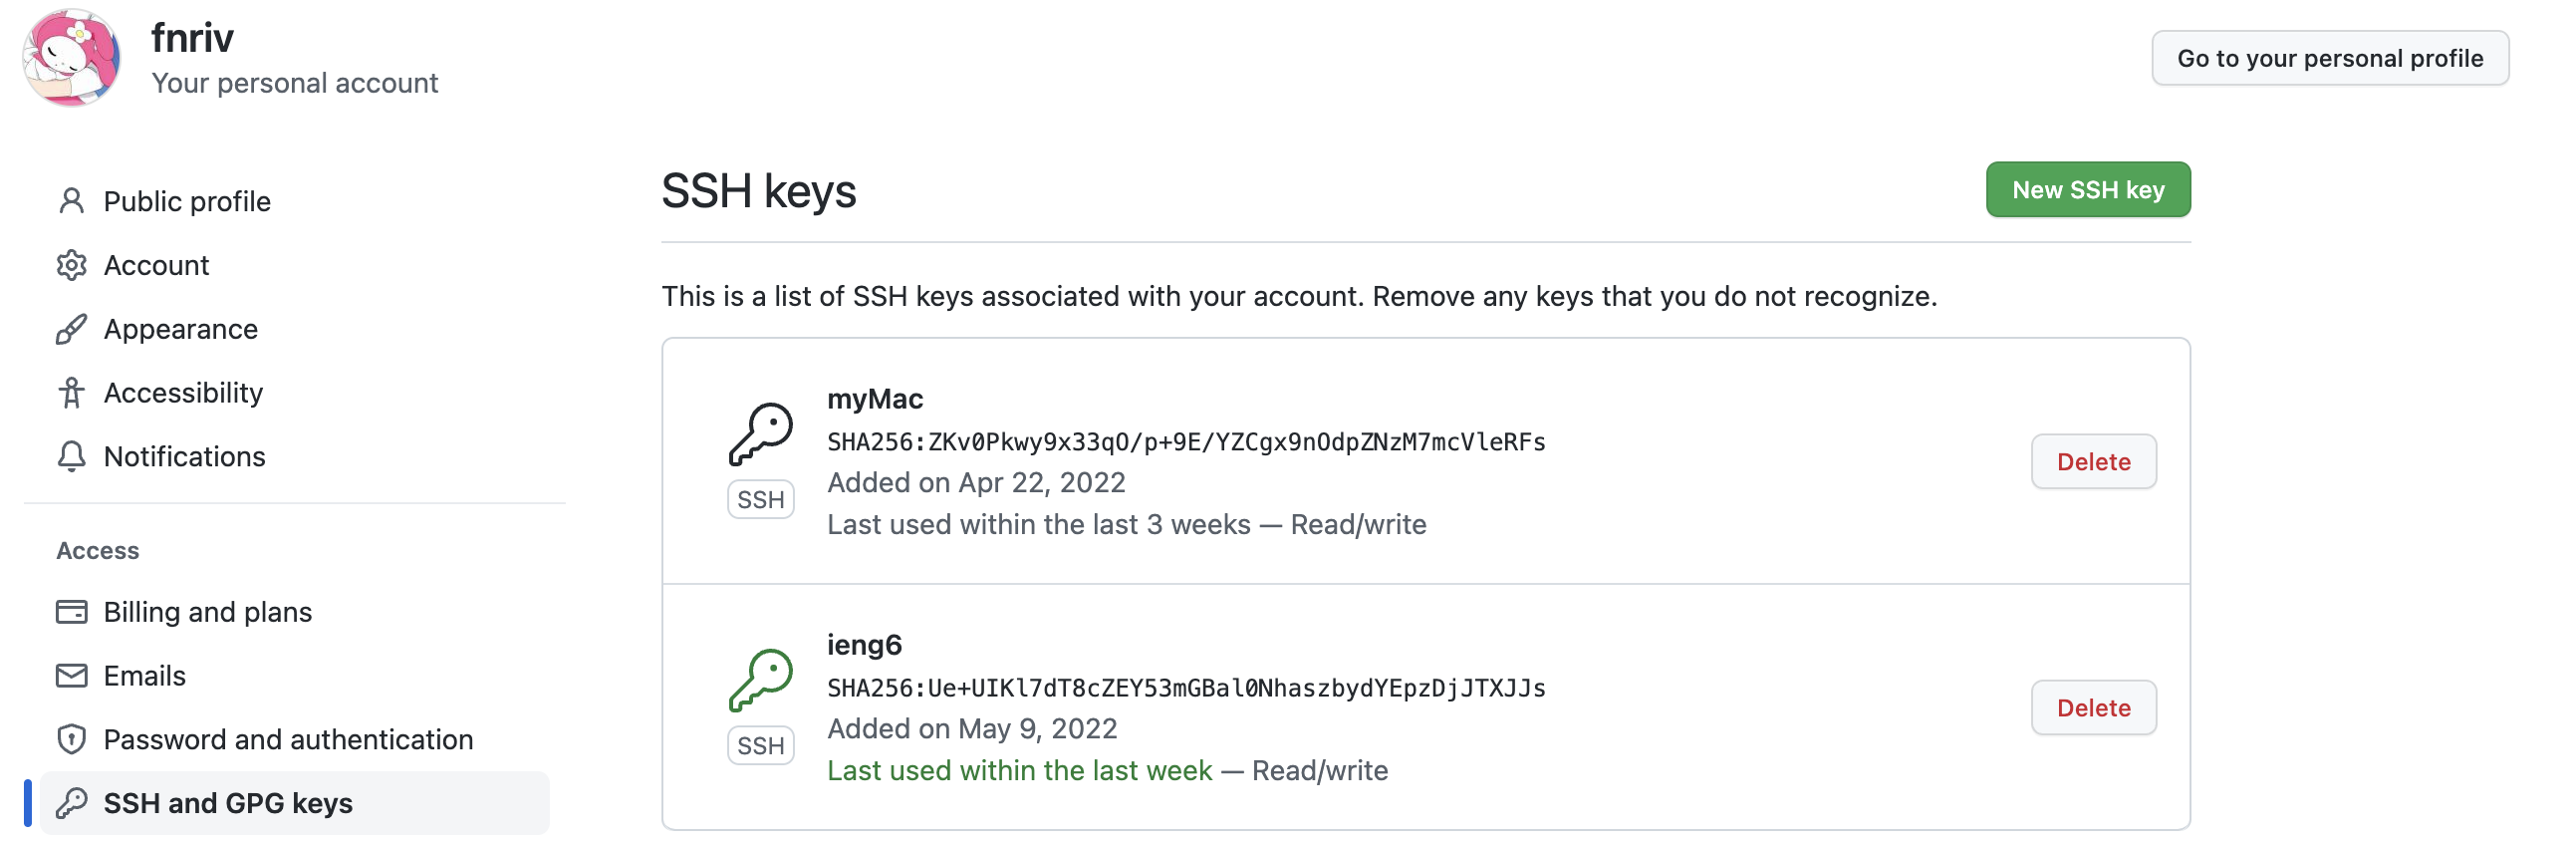 fnriv
Your personal account
Go to your personal profile
Public profile
Account
Appearance
Accessibility
Notifications
Access
Billing and plans
Emails
Password and authentication
SSH and GPG keys
SSH keys
New SSH key
This is a list of SSH keys associated with your account. Remove any keys that you do not recognize.
myMac
SHA256:ZKv0Pkwy9x33qO/p+9E/YZCgx9nOdpZNzM7mcVleRFs
Added on Apr 22, 2022
Last used within the last 3 weeks — Read/write
SSH
Delete
ieng6
SHA256:Ue+UIKl7dT8cZEY53mGBal0NhaszbydYEpzDjJTXJJs
Added on May 9, 2022
Last used within the last week — Read/write
SSH
Delete